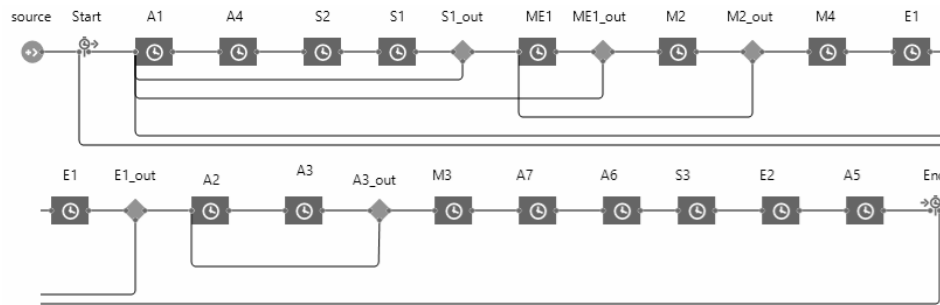 source Start A1 A4 S2 S1 S1_out ME1 ME1_out M2 M2_out M4 E1
E1 E1_out A2 A3 A3_out M3 A7 A6 S3 E2 A5 End